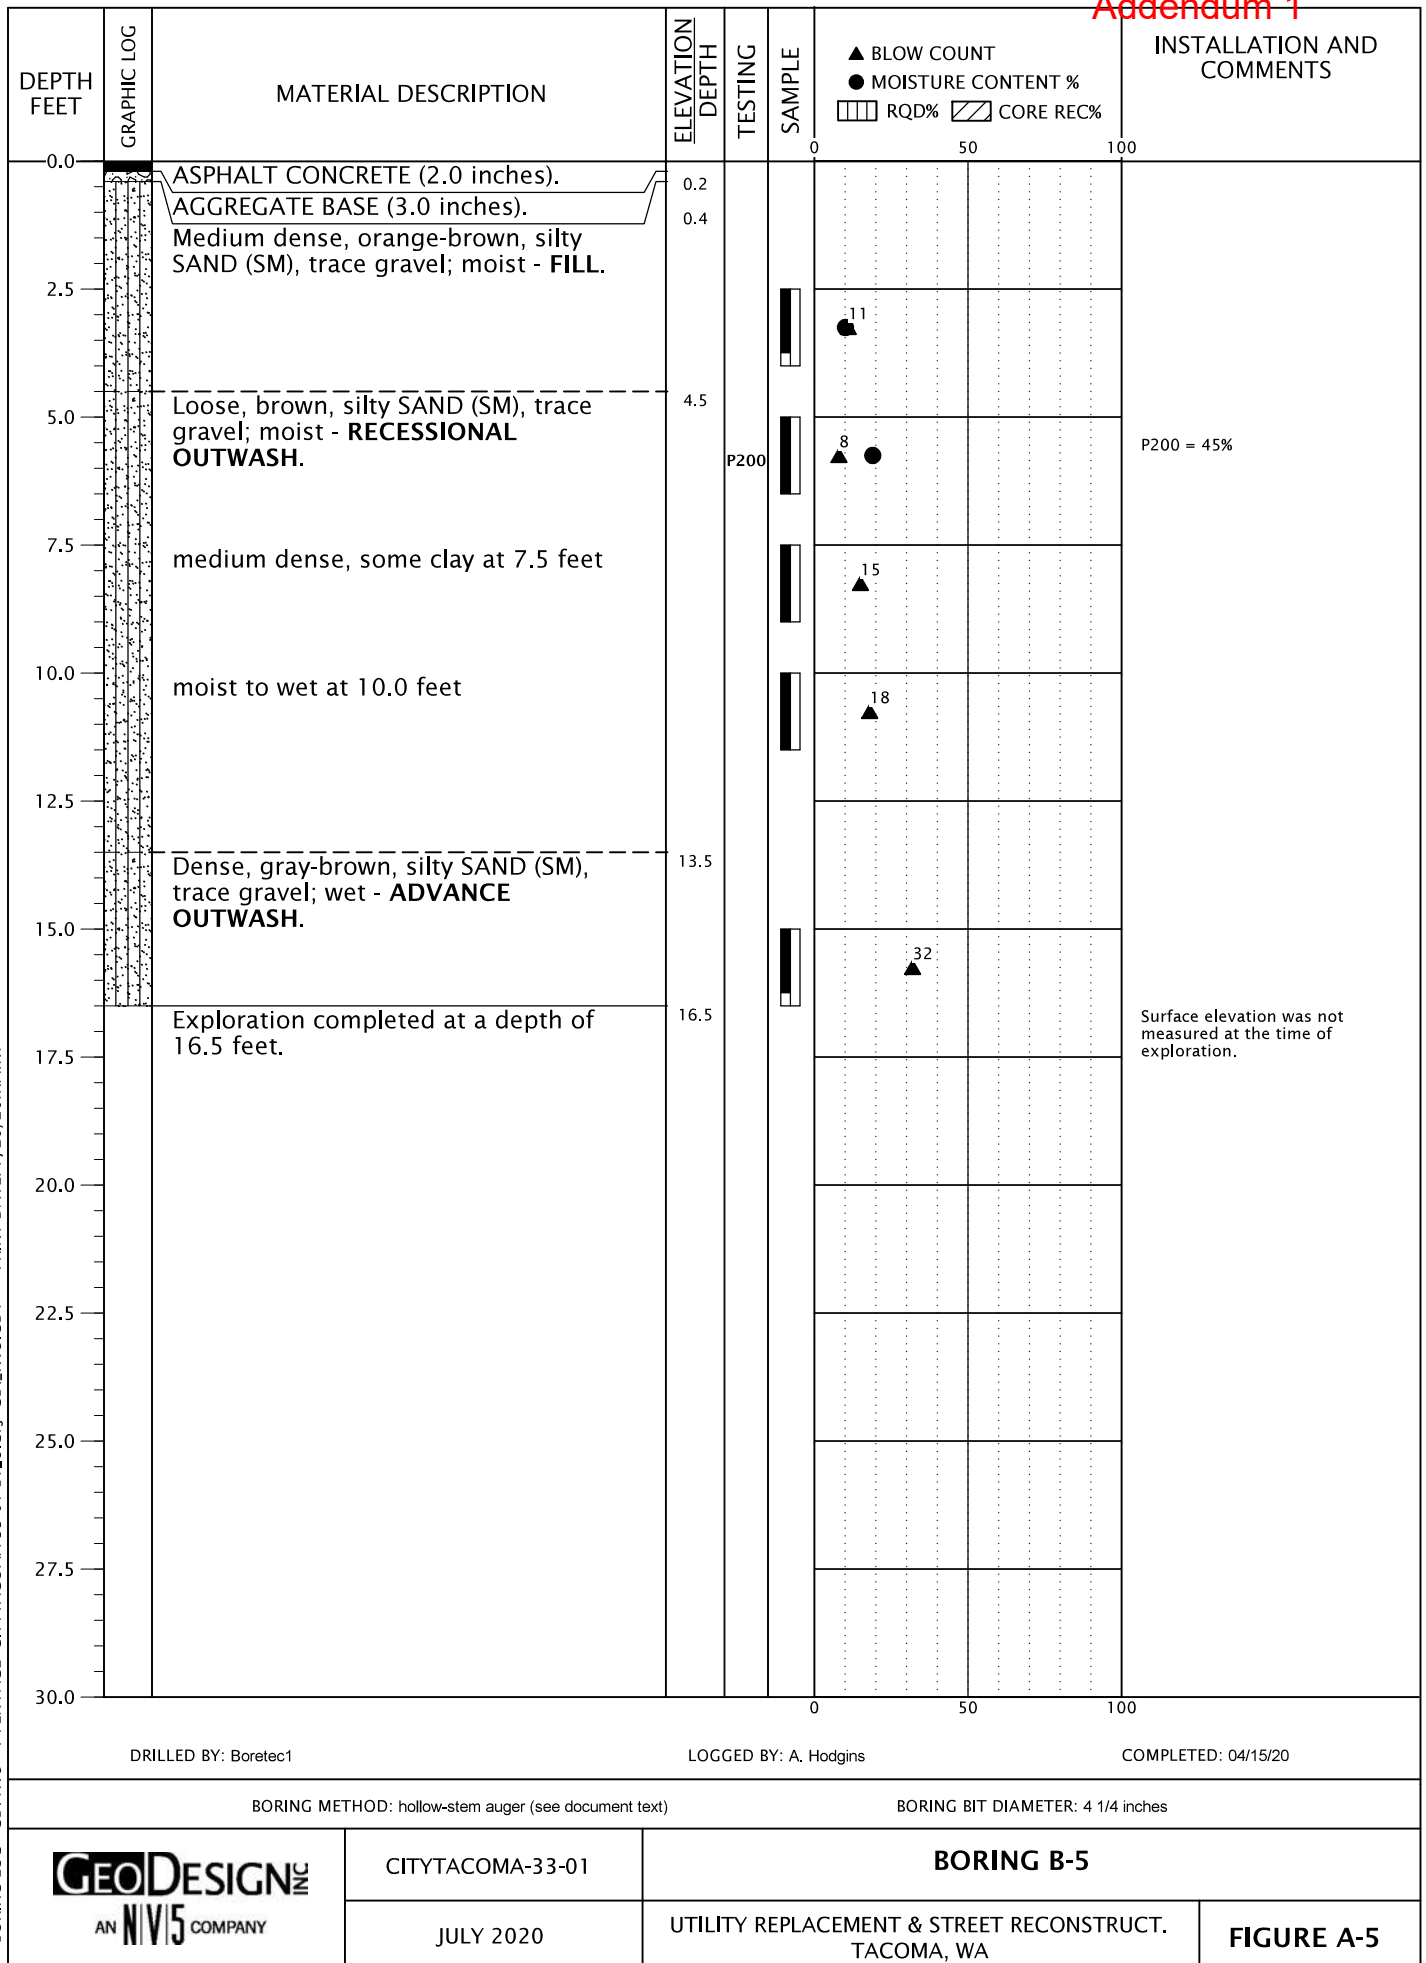 Addendum 1
DEPTH
FEET
GRAPHIC LOG
MATERIAL DESCRIPTION
ELEVATION
DEPTH
TESTING
SAMPLE
▲ BLOW COUNT
● MOISTURE CONTENT %
RQD% CORE REC%
INSTALLATION AND
COMMENTS
0 50 100
0.0
ASPHALT CONCRETE (2.0 inches).
0.2
AGGREGATE BASE (3.0 inches).
0.4
Medium dense, orange-brown, silty
SAND (SM), trace gravel; moist - FILL.
2.5
11
4.5
Loose, brown, silty SAND (SM), trace
gravel; moist - RECESSIONAL
OUTWASH.
5.0
P200
8
P200 = 45%
7.5
medium dense, some clay at 7.5 feet
15
10.0
moist to wet at 10.0 feet
18
12.5
13.5
Dense, gray-brown, silty SAND (SM),
trace gravel; wet - ADVANCE
OUTWASH.
15.0
32
16.5
Exploration completed at a depth of
16.5 feet.
Surface elevation was not
measured at the time of
exploration.
17.5
20.0
22.5
25.0
27.5
30.0
0 50 100
DRILLED BY: Boretec1
LOGGED BY: A. Hodgins
COMPLETED: 04/15/20
BORING METHOD: hollow-stem auger (see document text)
BORING BIT DIAMETER: 4 1/4 inches
GEODESIGN INC
AN NV5 COMPANY
CITYTACOMA-33-01
JULY 2020
BORING B-5
UTILITY REPLACEMENT & STREET RECONSTRUCT.
TACOMA, WA
FIGURE A-5